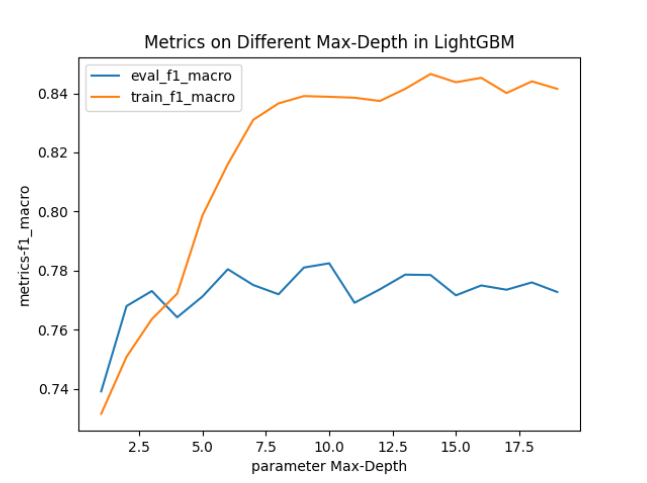 Metrics on Different Max-Depth in LightGBM
eval_f1_macro
train_f1_macro
metrics-f1_macro
0.84
0.82
0.80
0.78
0.76
0.74
2.5 5.0 7.5 10.0 12.5 15.0 17.5
parameter Max-Depth